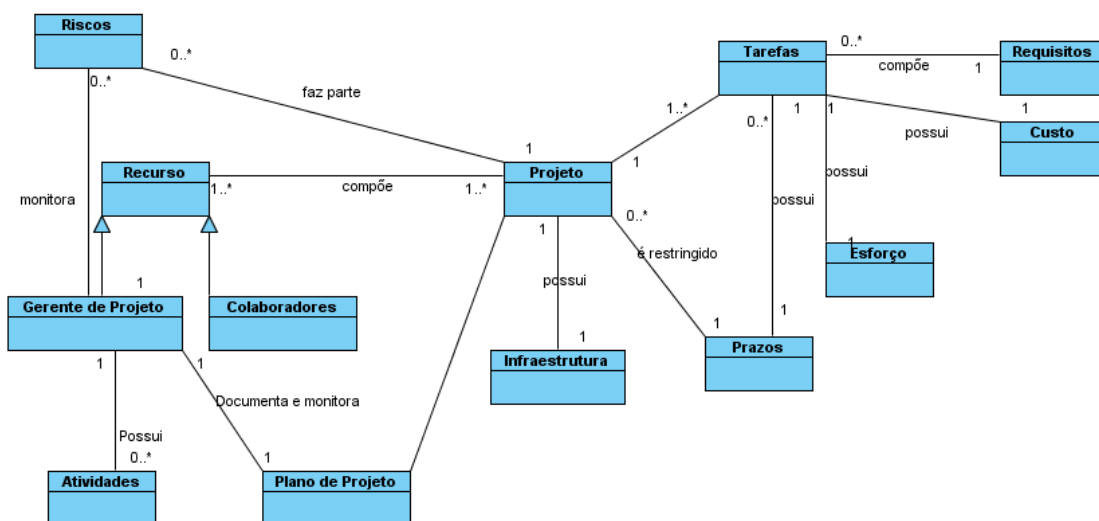 Riscos
0..*
0..*
faz parte
1
Tarefas
0..*
compõe
1
Requisitos
1..*
0..*
1
1
1
possui
Custo
1
Recurso
1..*
compõe
1..*
Projeto
possui
monitora
1
0..*
possui
é restringido
1
Esforço
1
Gerente de Projeto
Colaboradores
possui
1
1
1
Infraestrutura
Prazos
1
1
Documenta e monitora
Possui
0..*
1
Atividades
Plano de Projeto